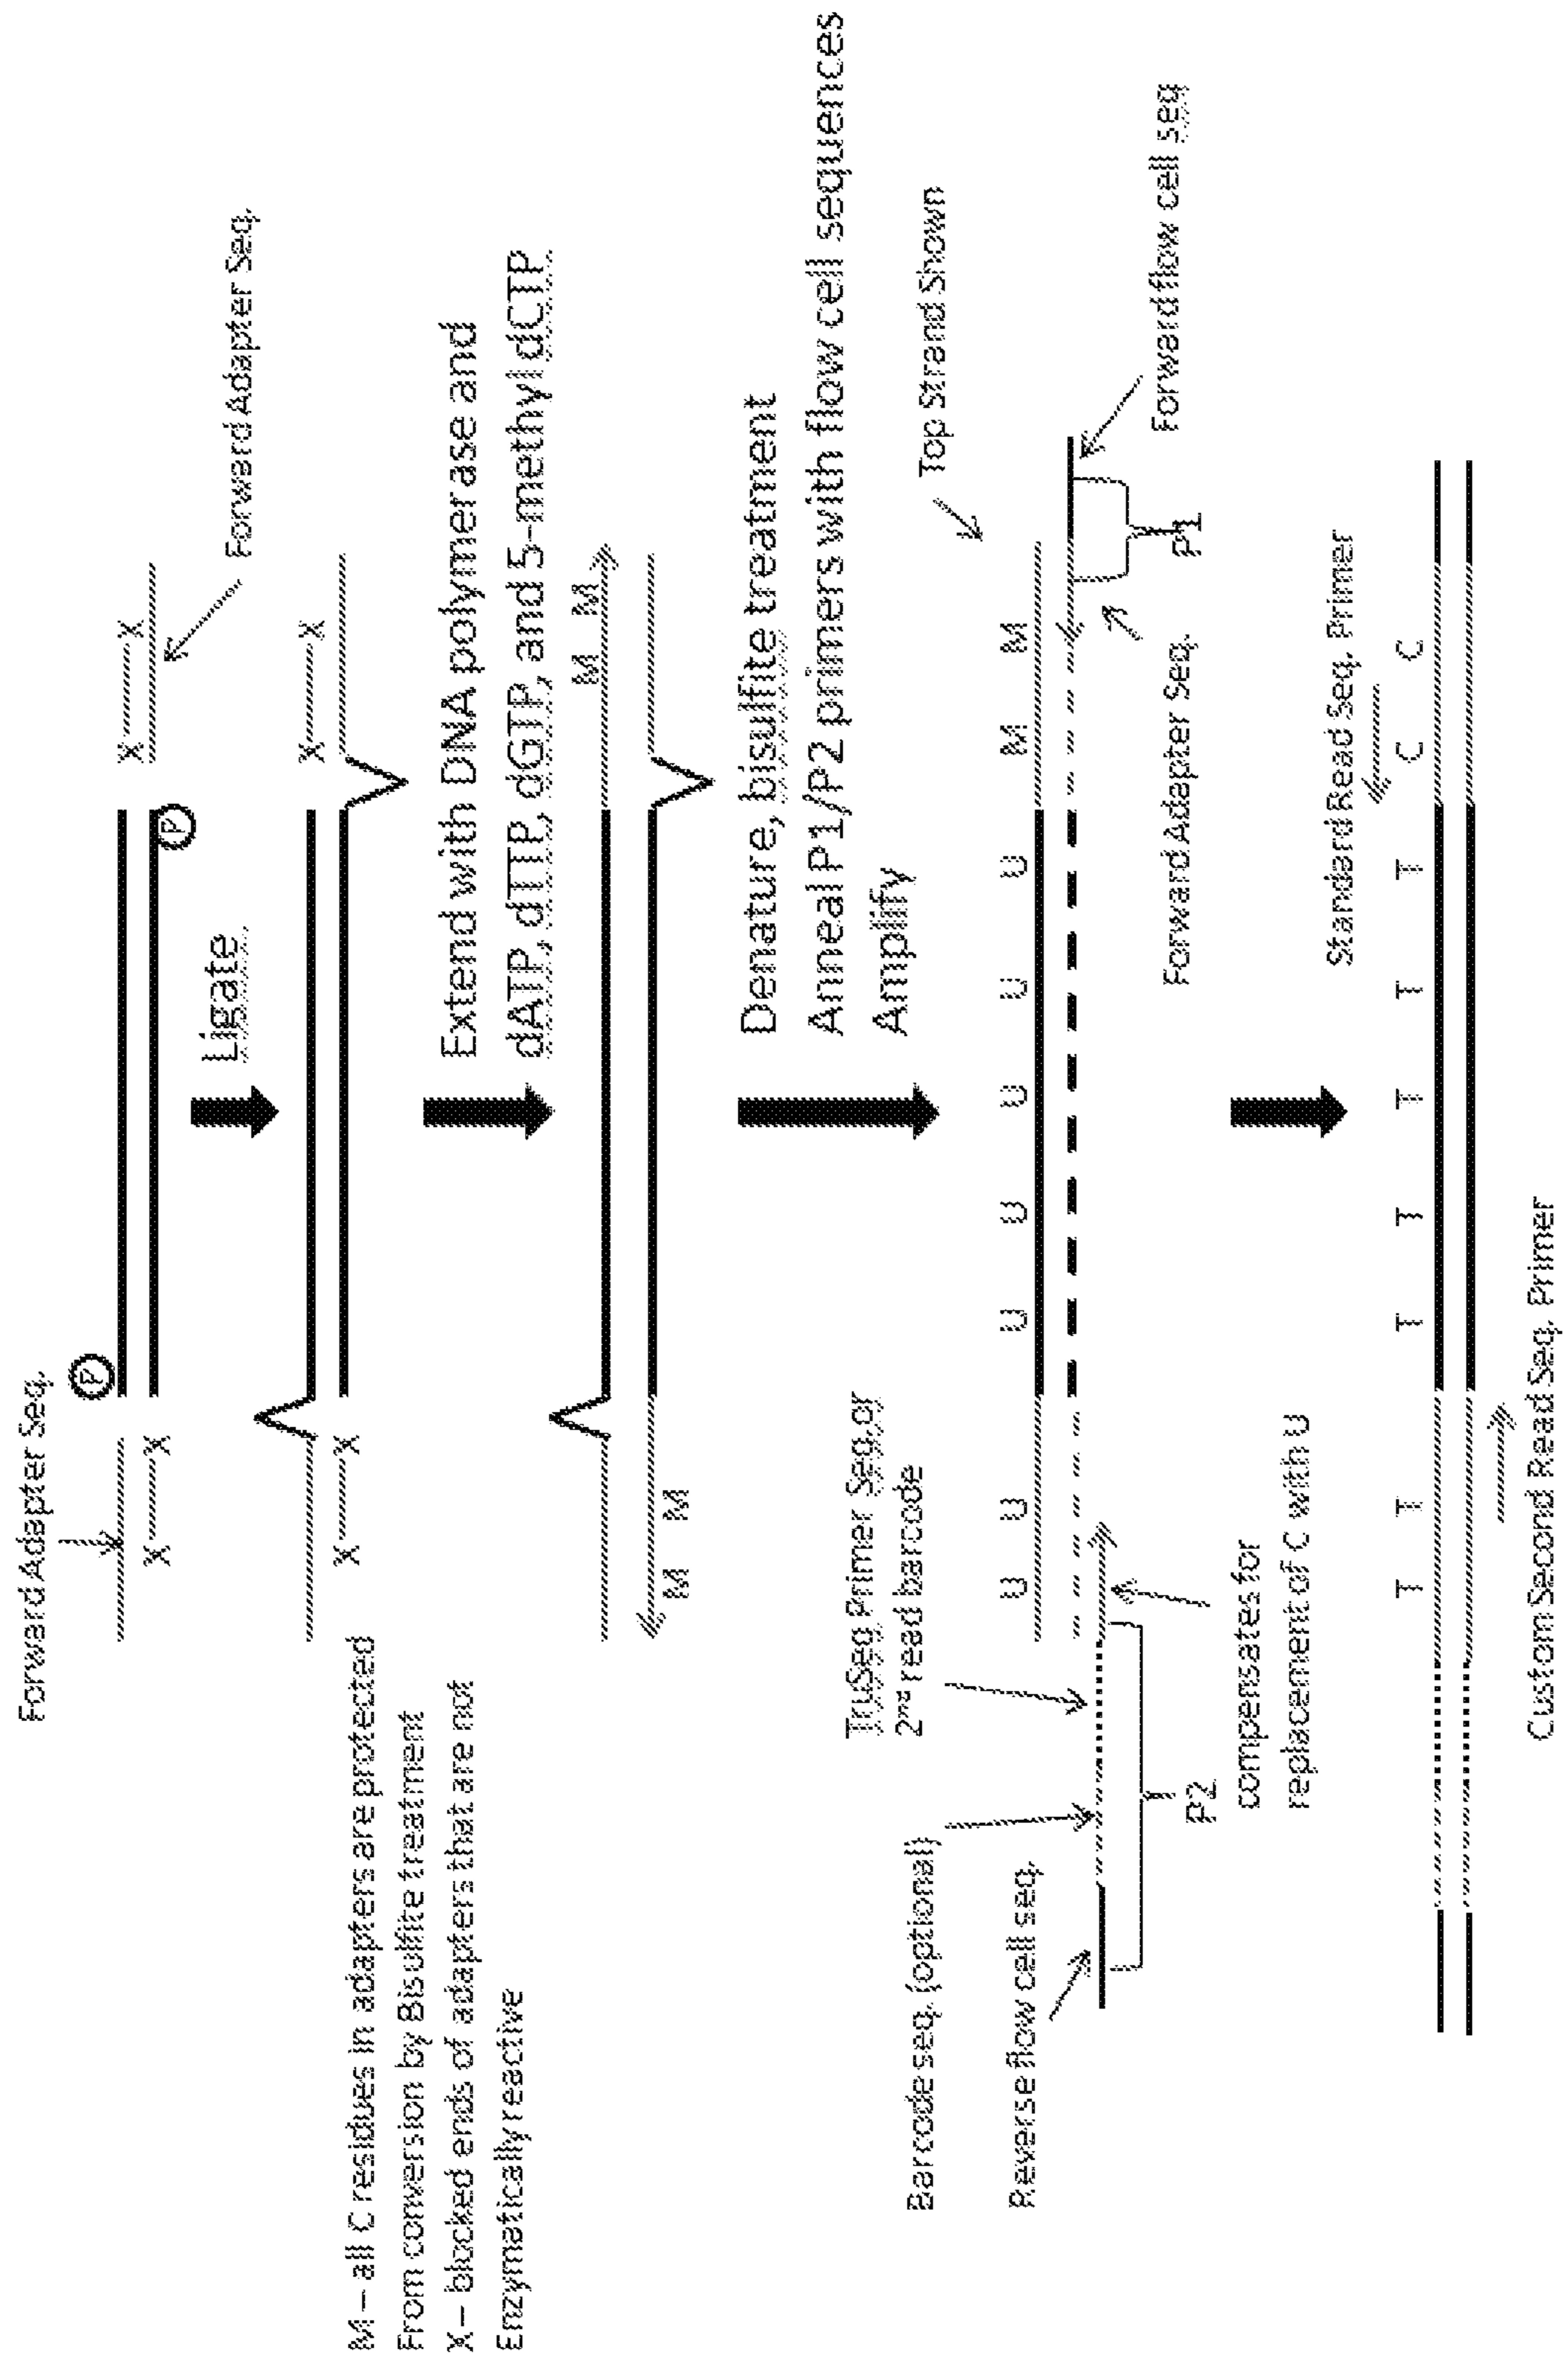 Forward Adapter Seq.
P
X
X
X
X
P
Forward Adapter Seq.
Ligate
X
X
X
X
M – all C residues in adapters are protected
From conversion by Bisulfite treatment
X – blocked ends of adapters that are not
Enzymatically reactive
Extend with DNA polymerase and
dATP, dTTP, dGTP, and 5-methyl dCTP
M M
M M
Denature, bisulfite treatment
Anneal P1/P2 primers with flow cell sequences
Amplify
TruSeq Primer Seq. or
2nd read barcode
Top Strand Shown
Barcode seq. (optional)
Reverse flow cell seq.
U U U U U U U M M
P2
P1
Forward flow cell seq
Forward Adapter Seq.
compensates for
replacement of C with U
Standard Read Seq. Primer
T T T T T T T C C
Custom Second Read Seq. Primer